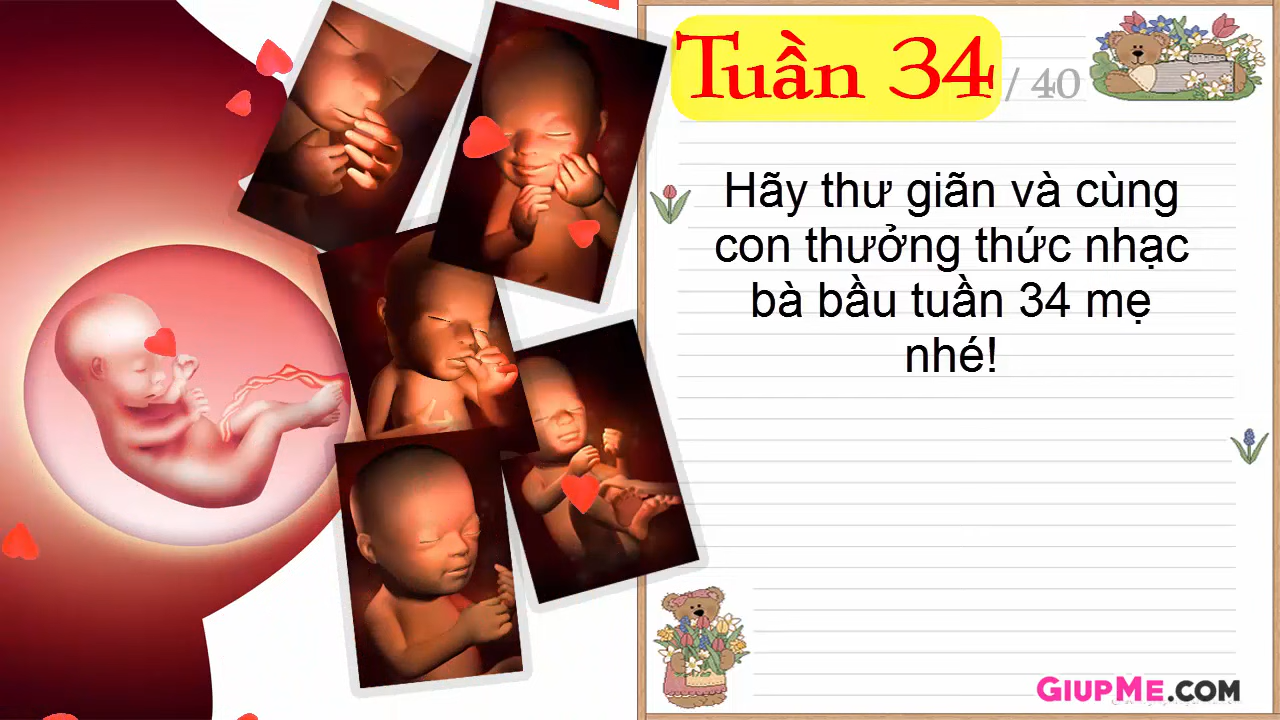 Tuần 34 / 40
Hãy thư giãn và cùng
con thưởng thức nhạc
bà bầu tuần 34 mẹ
nhé!
GIUPME.COM